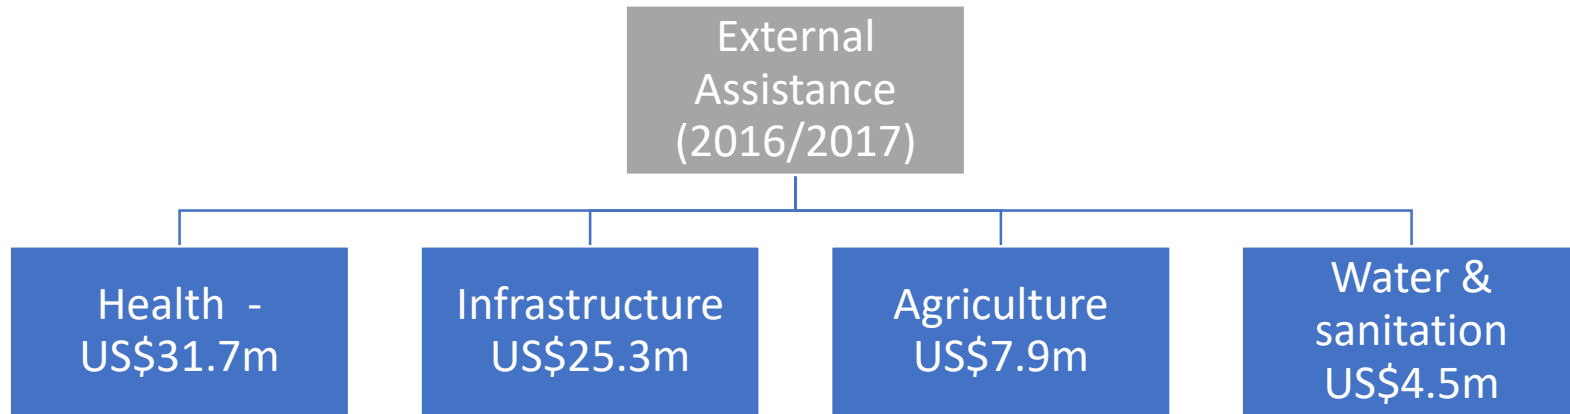 External
Assistance
(2016/2017)
Health  -
US$31.7m
Infrastructure
US$25.3m
Agriculture
US$7.9m
Water &
sanitation
US$4.5m